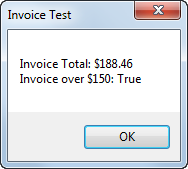 Invoice Test
Invoice Total: $188.46
Invoice over $150: True
OK